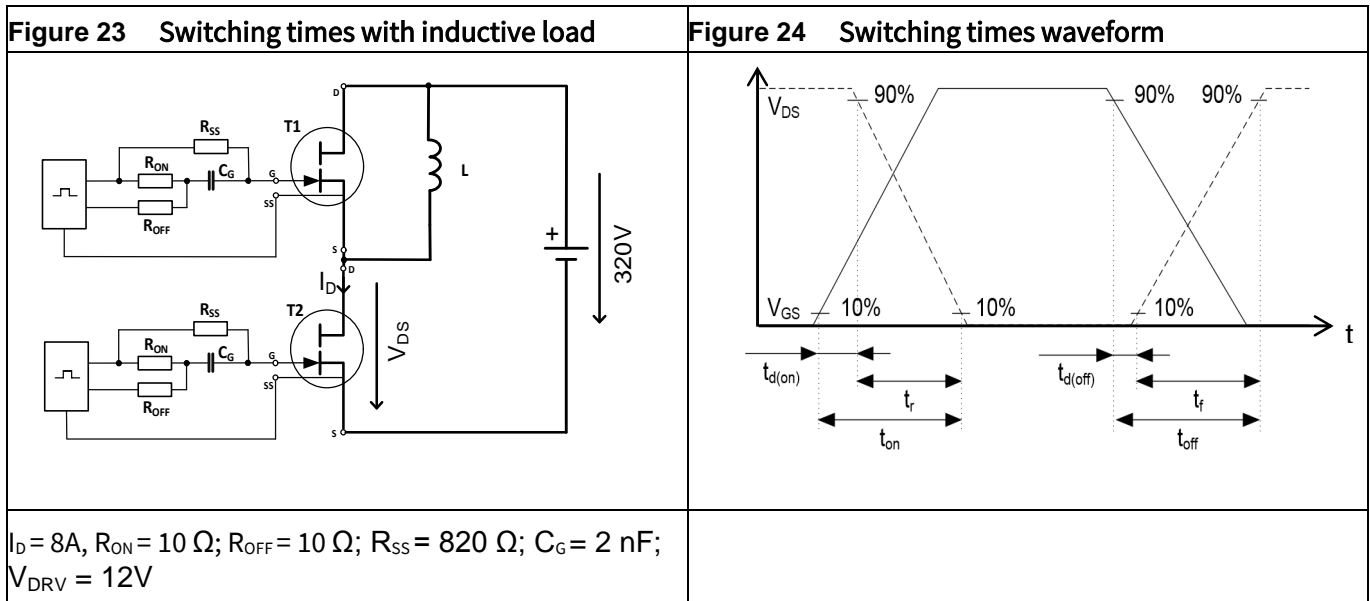 Figure 23 Switching times with inductive load
Figure 24 Switching times waveform
D
T1
RSS
RON
CG
G
SS
ROFF
L
S
D
+
320V
ID
T2
VDS
RSS
RON
CG
G
SS
ROFF
S
VDS
90%
90%
90%
VGS
10%
10%
10%
t
td(on)
td(off)
tr
tf
ton
toff
ID = 8A, RON = 10 Ω; ROFF = 10 Ω; RSS = 820 Ω; CG = 2 nF;
VDRV = 12V